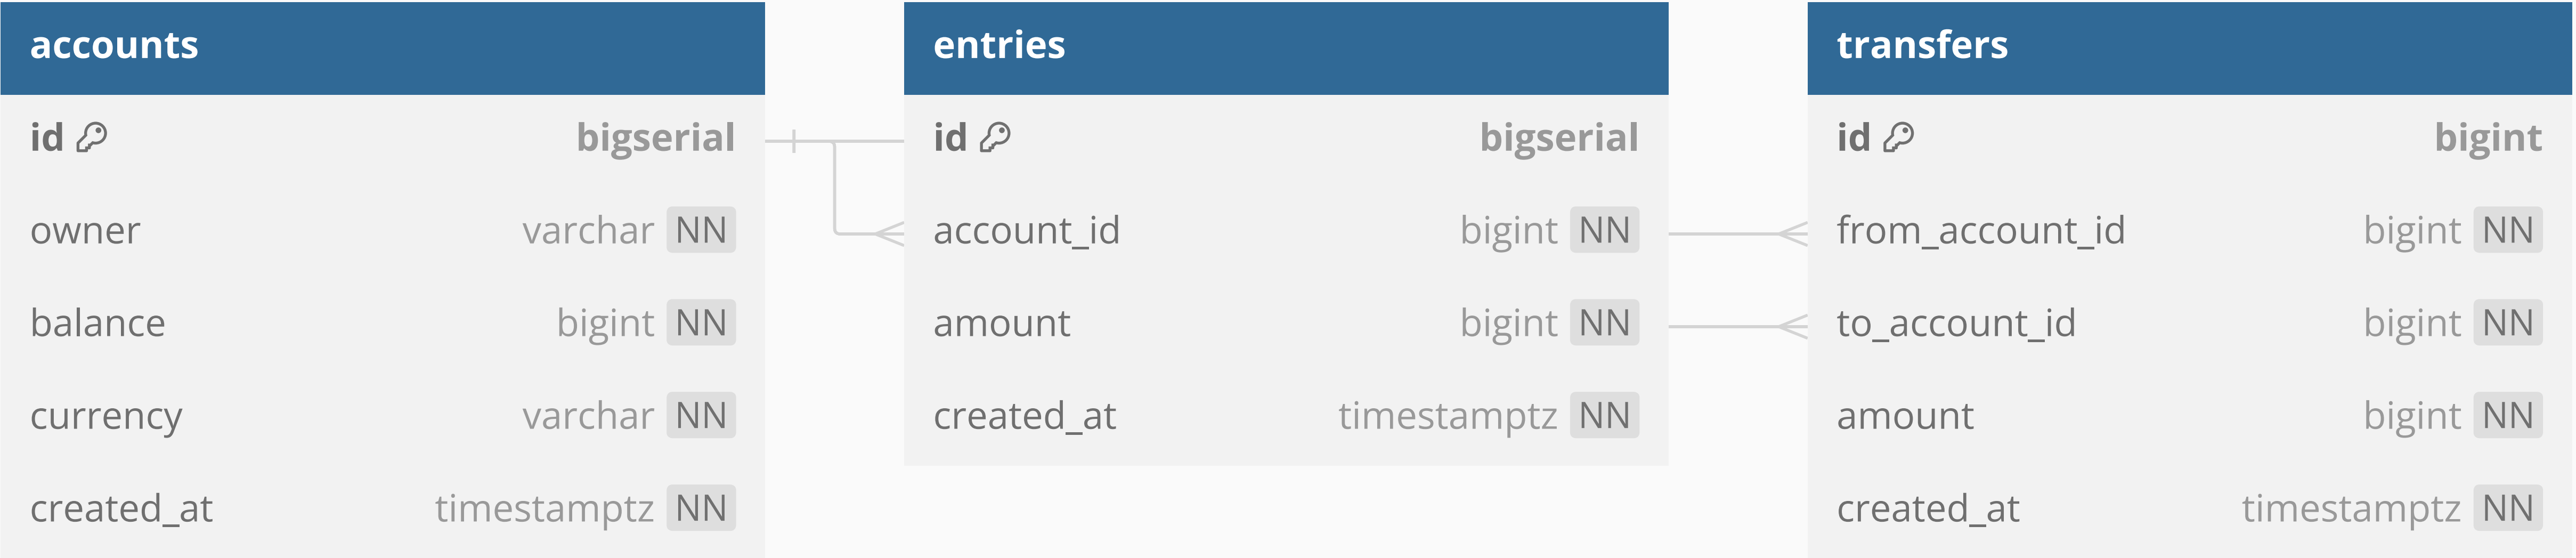 accounts
id bigserial
owner varchar NN
balance bigint NN
currency varchar NN
created_at timestamptz NN
entries
id bigserial
account_id bigint NN
amount bigint NN
created_at timestamptz NN
transfers
id bigint
from_account_id bigint NN
to_account_id bigint NN
amount bigint NN
created_at timestamptz NN